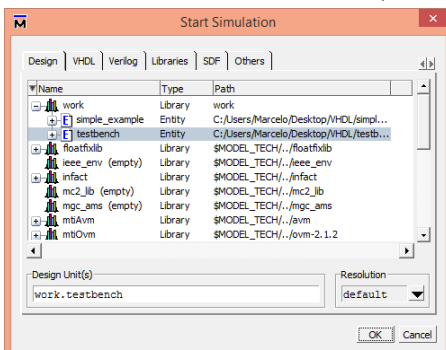 M Start Simulation
Design VHDL Verilog Libraries SDF Others
Name Type Path
work Library work
E simple_example Entity C:/Users/Marcelo/Desktop/VHDL/simpl...
E testbench Entity C:/Users/Marcelo/Desktop/VHDL/testb...
floatfixlib Library $MODEL_TECH/../floatfixlib
ieee_env (empty) Library $MODEL_TECH/../ieee_env
infact Library $MODEL_TECH/../infact
mc2_lib (empty) Library $MODEL_TECH/../mc2_lib
mgc_ams (empty) Library $MODEL_TECH/../mgc_ams
mtiAvm Library $MODEL_TECH/../avm
mtiOvm Library $MODEL_TECH/../ovm-2.1.2
Design Unit(s) Resolution
work.testbench default
OK Cancel